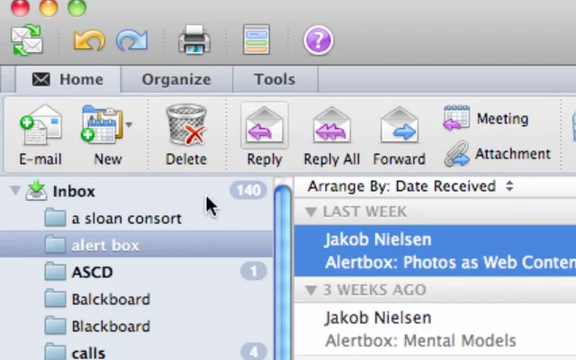 ?
Home Organize Tools
E-mail New Delete Reply Reply All Forward Meeting
Attachment
Inbox 140
a sloan consort
alert box
ASCD 1
Balckboard
Blackboard
calls 4
Arrange By: Date Received
LAST WEEK
Jakob Nielsen
Alertbox: Photos as Web Conten
3 WEEKS AGO
Jakob Nielsen
Alertbox: Mental Models